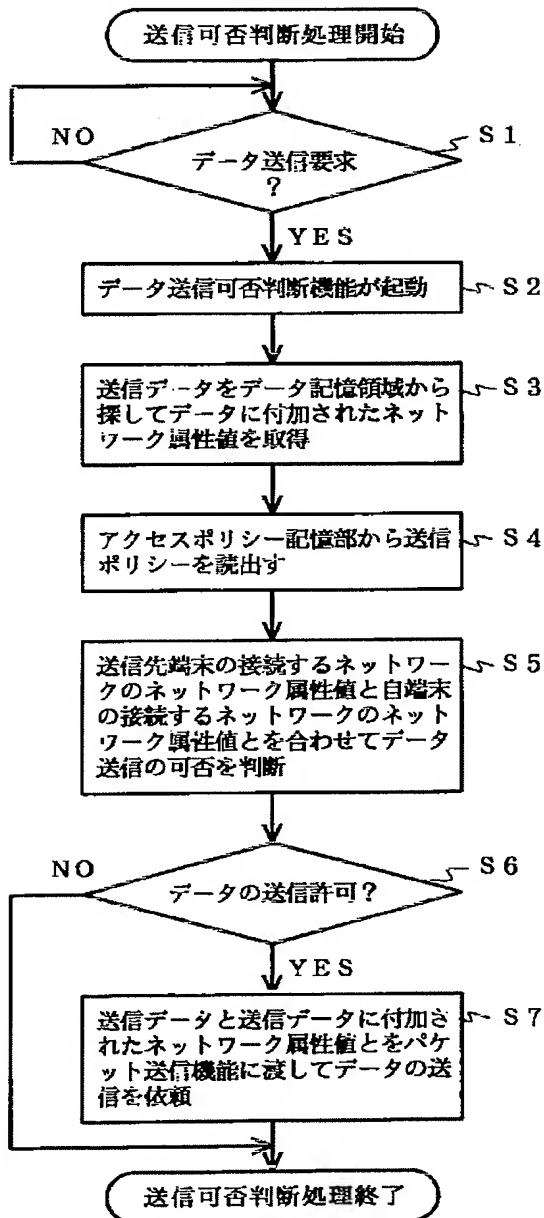 送信可否判断処理開始
NO
S1
データ送信要求
?
YES
データ送信可否判断機能が起動
S2
送信データをデータ記憶領域から
S3
探してデータに付加されたネット
ワーク属性値を取得
アクセスポリシー記憶部から送信
S4
ポリシーを読出す
送信先端末の接続するネットワー
S5
クのネットワーク属性値と自端末
の接続するネットワークのネット
ワーク属性値とを合わせてデータ
送信の可否を判断
NO
S6
データの送信許可?
YES
送信データと送信データに付加さ
S7
れたネットワーク属性値とをパケ
ット送信機能に渡してデータの送
信を依頼
送信可否判断処理終了